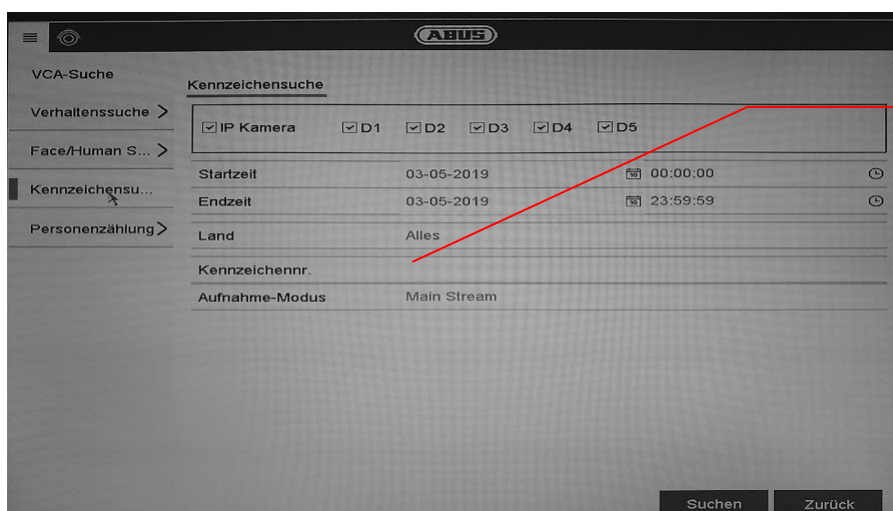 ABUS
VCA-Suche
Verhaltenssuche >
Face/Human S... >
Kennzeichensu...
Personenzählung >
Kennzeichensuche
IP Kamera D1 D2 D3 D4 D5
Startzeit 03-05-2019 00:00:00
Endzeit 03-05-2019 23:59:59
Land Alles
Kennzeichennr.
Aufnahme-Modus Main Stream
Suchen Zurück